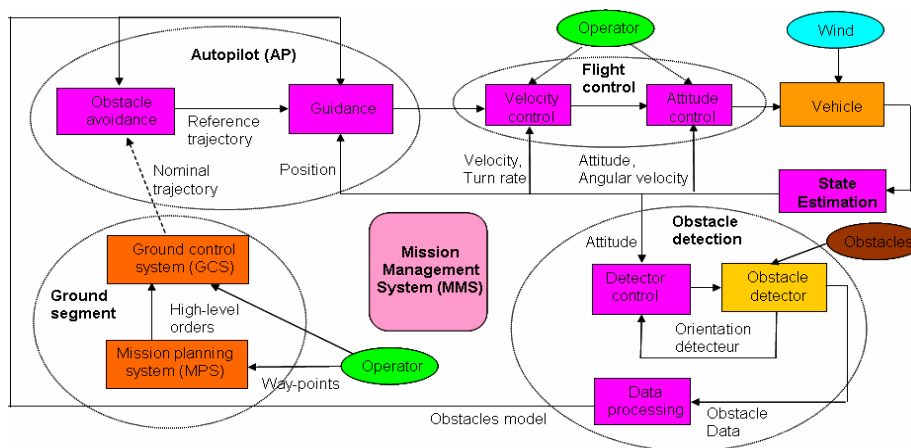 Operator
Wind
Autopilot (AP)
Flight
control
Obstacle
avoidance
Reference
trajectory
Guidance
Velocity
control
Attitude
control
Vehicle
Nominal
trajectory
Position
Velocity,
Turn rate
Attitude,
Angular velocity
State
Estimation
Ground control
system (GCS)
Ground
segment
High-level
orders
Mission planning
system (MPS)
Way-points
Operator
Mission
Management
System (MMS)
Obstacle
detection
Attitude
Obstacles
Detector
control
Obstacle
detector
Orientation
détecteur
Data
processing
Obstacle
Data
Obstacles model